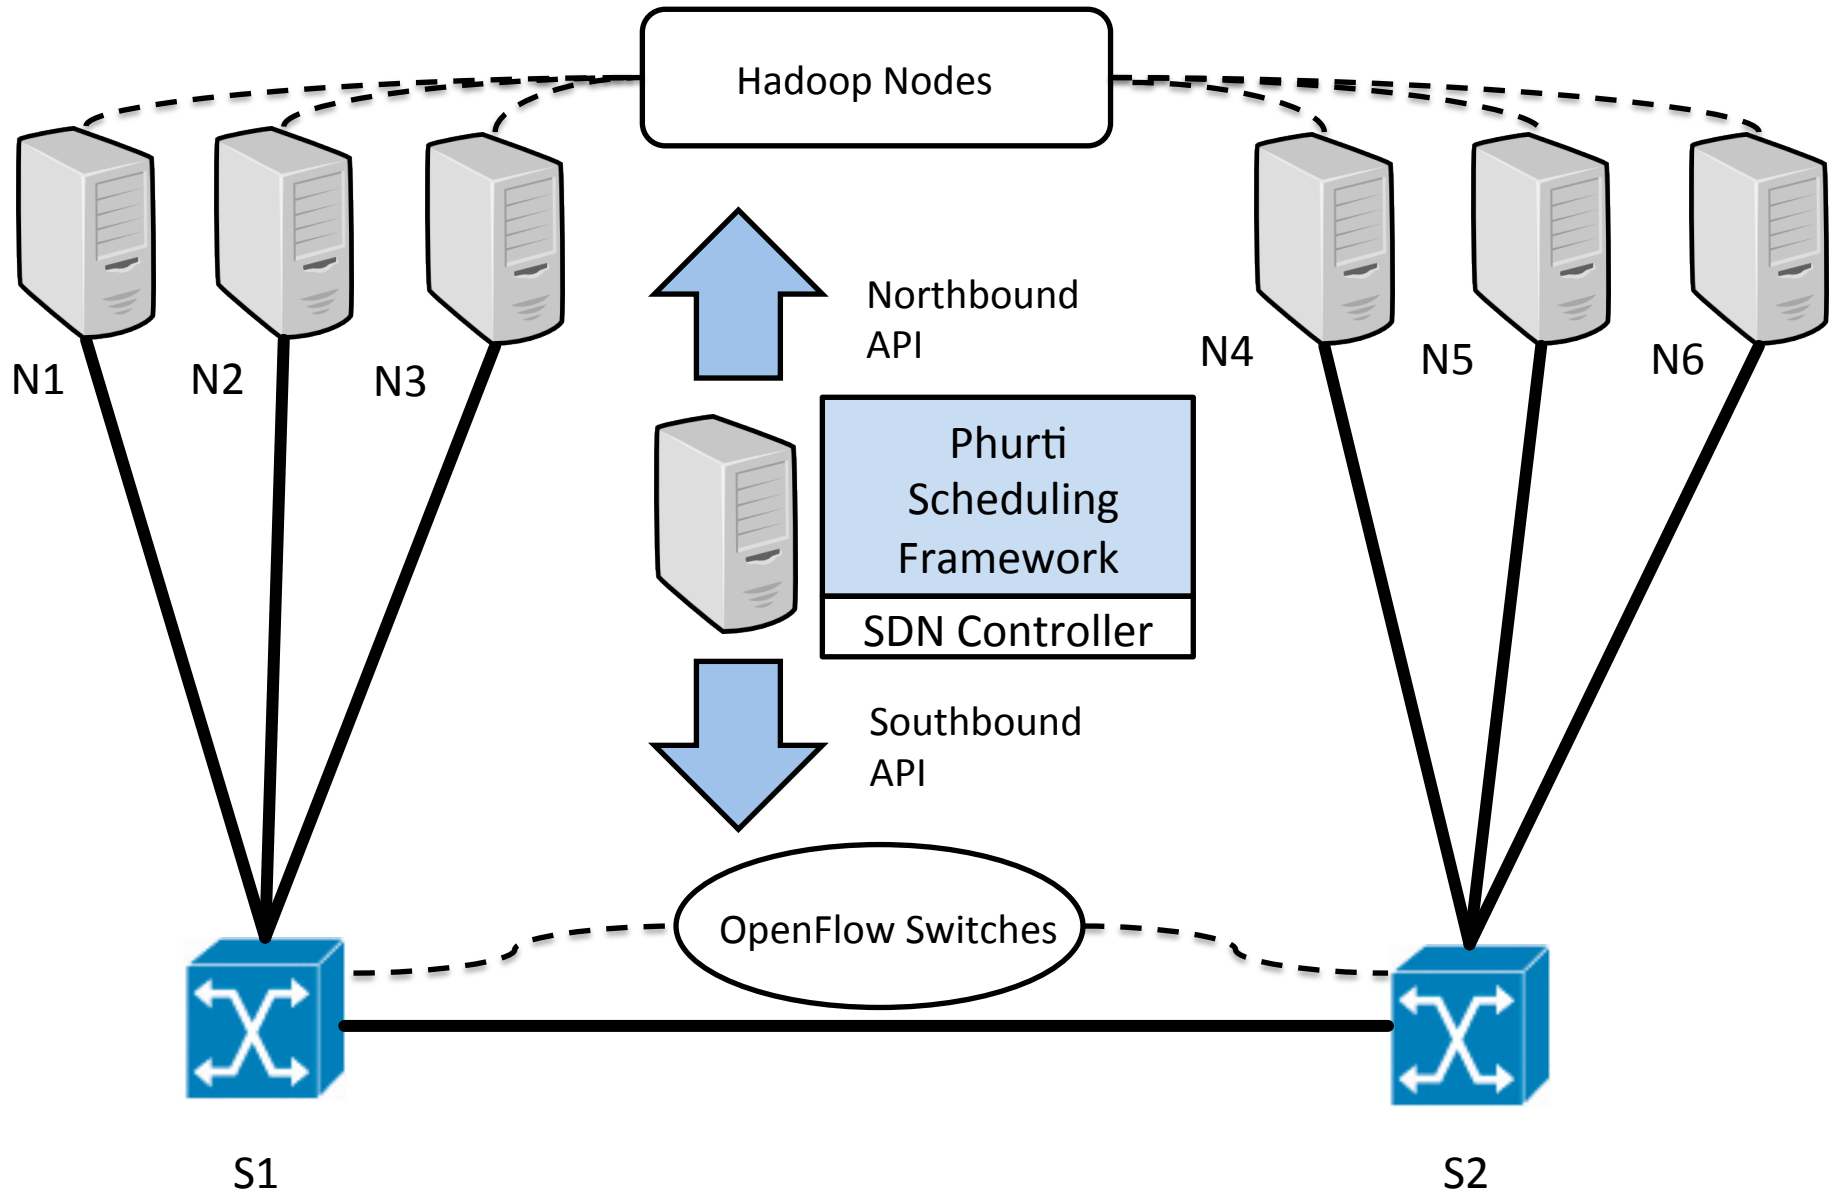 Hadoop Nodes
N1
N2
N3
N4
N5
N6
Northbound
API
Phurti
Scheduling
Framework
SDN Controller
Southbound
API
OpenFlow Switches
S1
S2